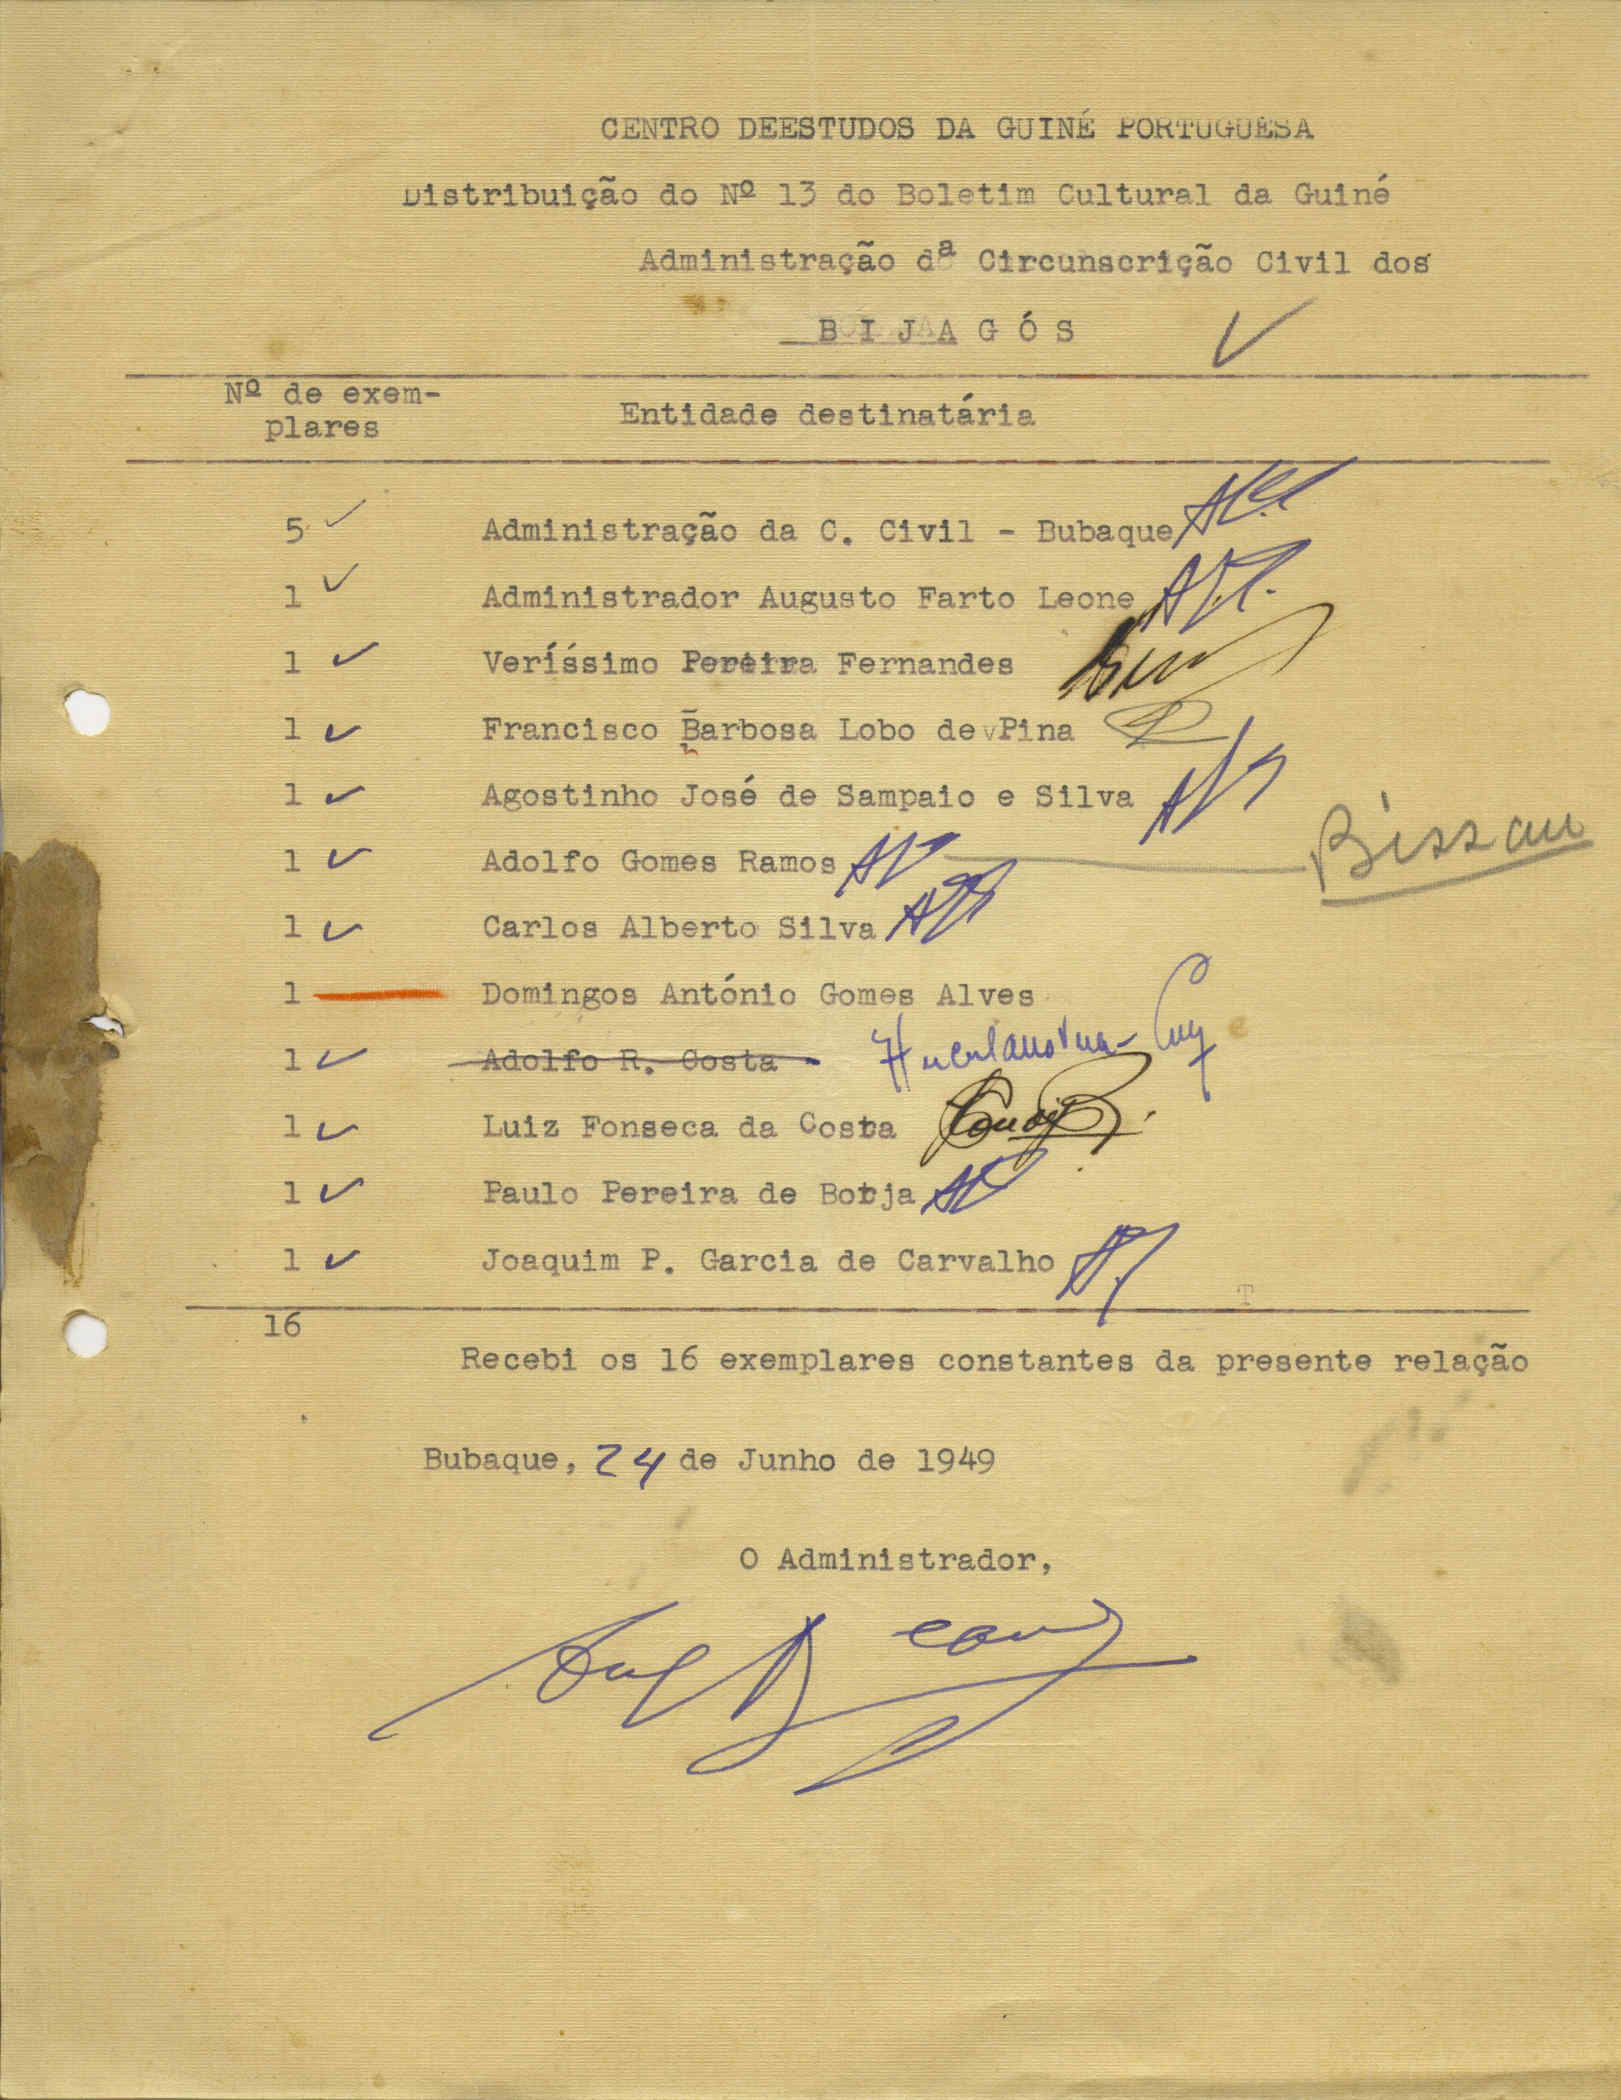 CENTRO DEESTUDOS DA GUINÉ PORTUGUESA
Distribuição do Nº 13 do Boletim Cultural da Guiné
Administração da Circunscrição Civil dos
B I J A G Ó S
Nº de exem-
plares
Entidade destinatária
5 Administração da C. Civil - Bubaque
1 Administrador Augusto Farto Leone
1 Veríssimo Pereira Fernandes
1 Francisco Barbosa Lobo de Pina
1 Agostinho José de Sampaio e Silva
1 Adolfo Gomes Ramos Bissau
1 Carlos Alberto Silva
1 Domingos António Gomes Alves
1 Adolfo R. Costa
1 Luiz Fonseca da Costa
1 Paulo Pereira de Borja
1 Joaquim P. Garcia de Carvalho
16
Recebi os 16 exemplares constantes da presente relação
Bubaque, 24 de Junho de 1949
O Administrador,